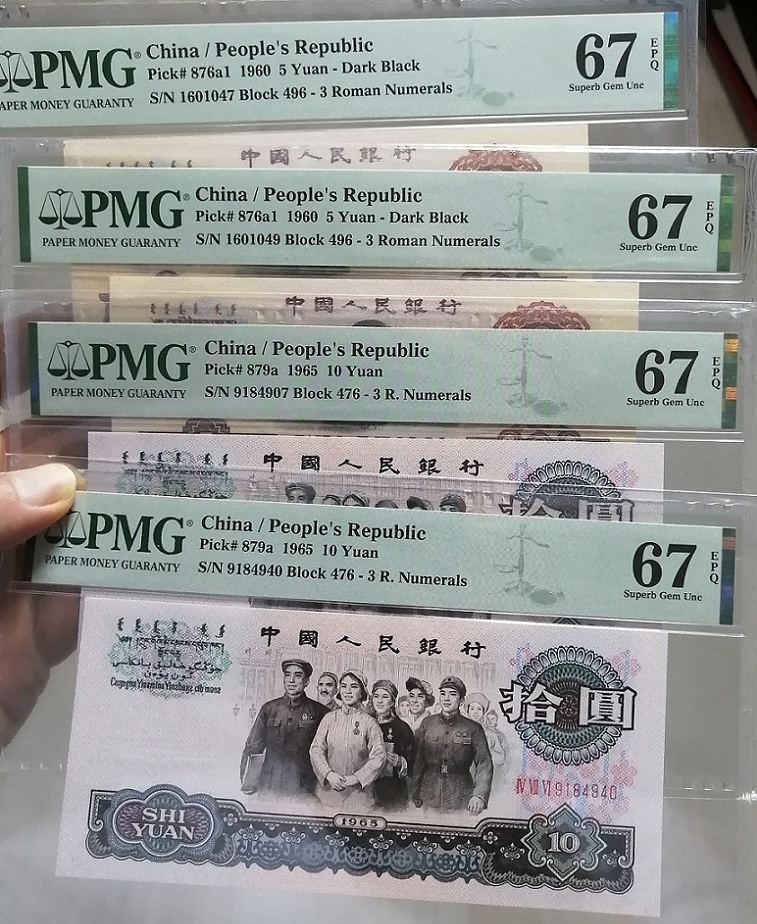 PMG®
PAPER MONEY GUARANTY
China / People's Republic
Pick# 876a1 1960 5 Yuan - Dark Black
S/N 1601047 Block 496 - 3 Roman Numerals
67 EPQ
Superb Gem Unc
中國人民銀行
PMG®
PAPER MONEY GUARANTY
China / People's Republic
Pick# 876a1 1960 5 Yuan - Dark Black
S/N 1601049 Block 496 - 3 Roman Numerals
67 EPQ
Superb Gem Unc
中國人民銀行
PMG®
PAPER MONEY GUARANTY
China / People's Republic
Pick# 879a 1965 10 Yuan
S/N 9184907 Block 476 - 3 R. Numerals
67 EPQ
Superb Gem Unc
中國人民銀行
拾圓
PMG®
PAPER MONEY GUARANTY
China / People's Republic
Pick# 879a 1965 10 Yuan
S/N 9184940 Block 476 - 3 R. Numerals
67 EPQ
Superb Gem Unc
中國人民銀行
拾圓
ⅣⅦⅥ9184940
1965
SHI
YUAN
10